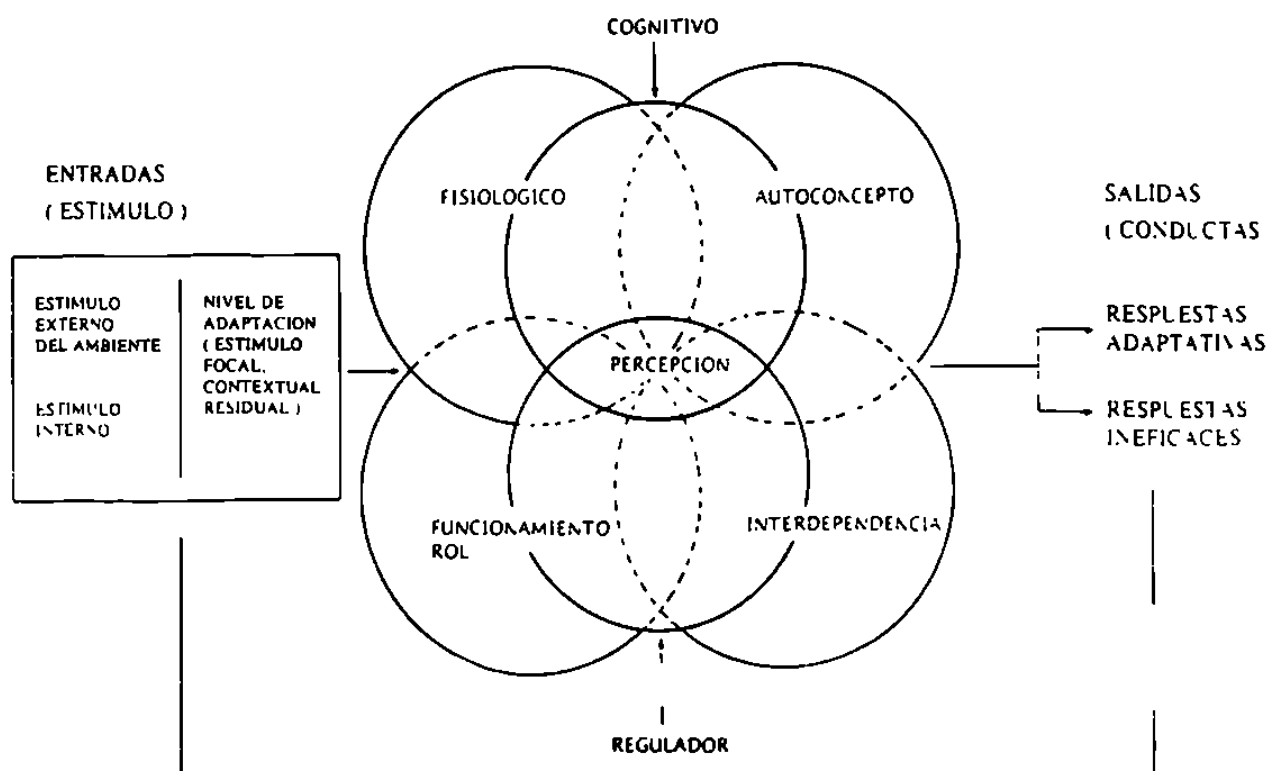 COGNITIVO
ENTRADAS
( ESTIMULO )
ESTIMULO
EXTERNO
DEL AMBIENTE
ESTIMULO
INTERNO
NIVEL DE
ADAPTACION
( ESTIMULO
FOCAL,
CONTEXTUAL
RESIDUAL )
FISIOLOGICO
AUTOCONCEPTO
PERCEPCION
FUNCIONAMIENTO
ROL
INTERDEPENDENCIA
REGULADOR
SALIDAS
( CONDUCTAS
RESPUESTAS
ADAPTATIVAS
RESPUESTAS
INEFICACES